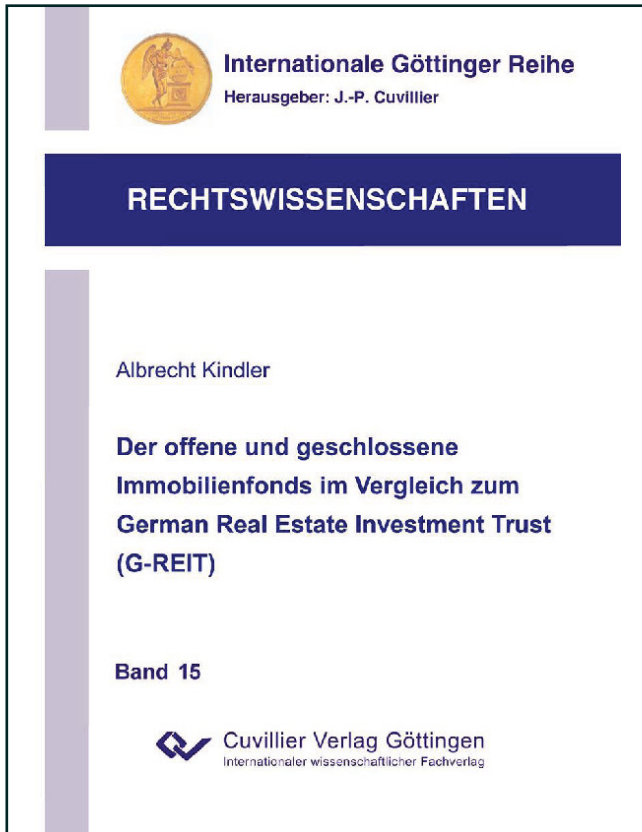 Internationale Göttinger Reihe
Herausgeber: J.-P. Cuvillier
RECHTSWISSENSCHAFTEN
Albrecht Kindler
Der offene und geschlossene
Immobilienfonds im Vergleich zum
German Real Estate Investment Trust
(G-REIT)
Band 15
Cuvillier Verlag Göttingen
Internationaler wissenschaftlicher Fachverlag